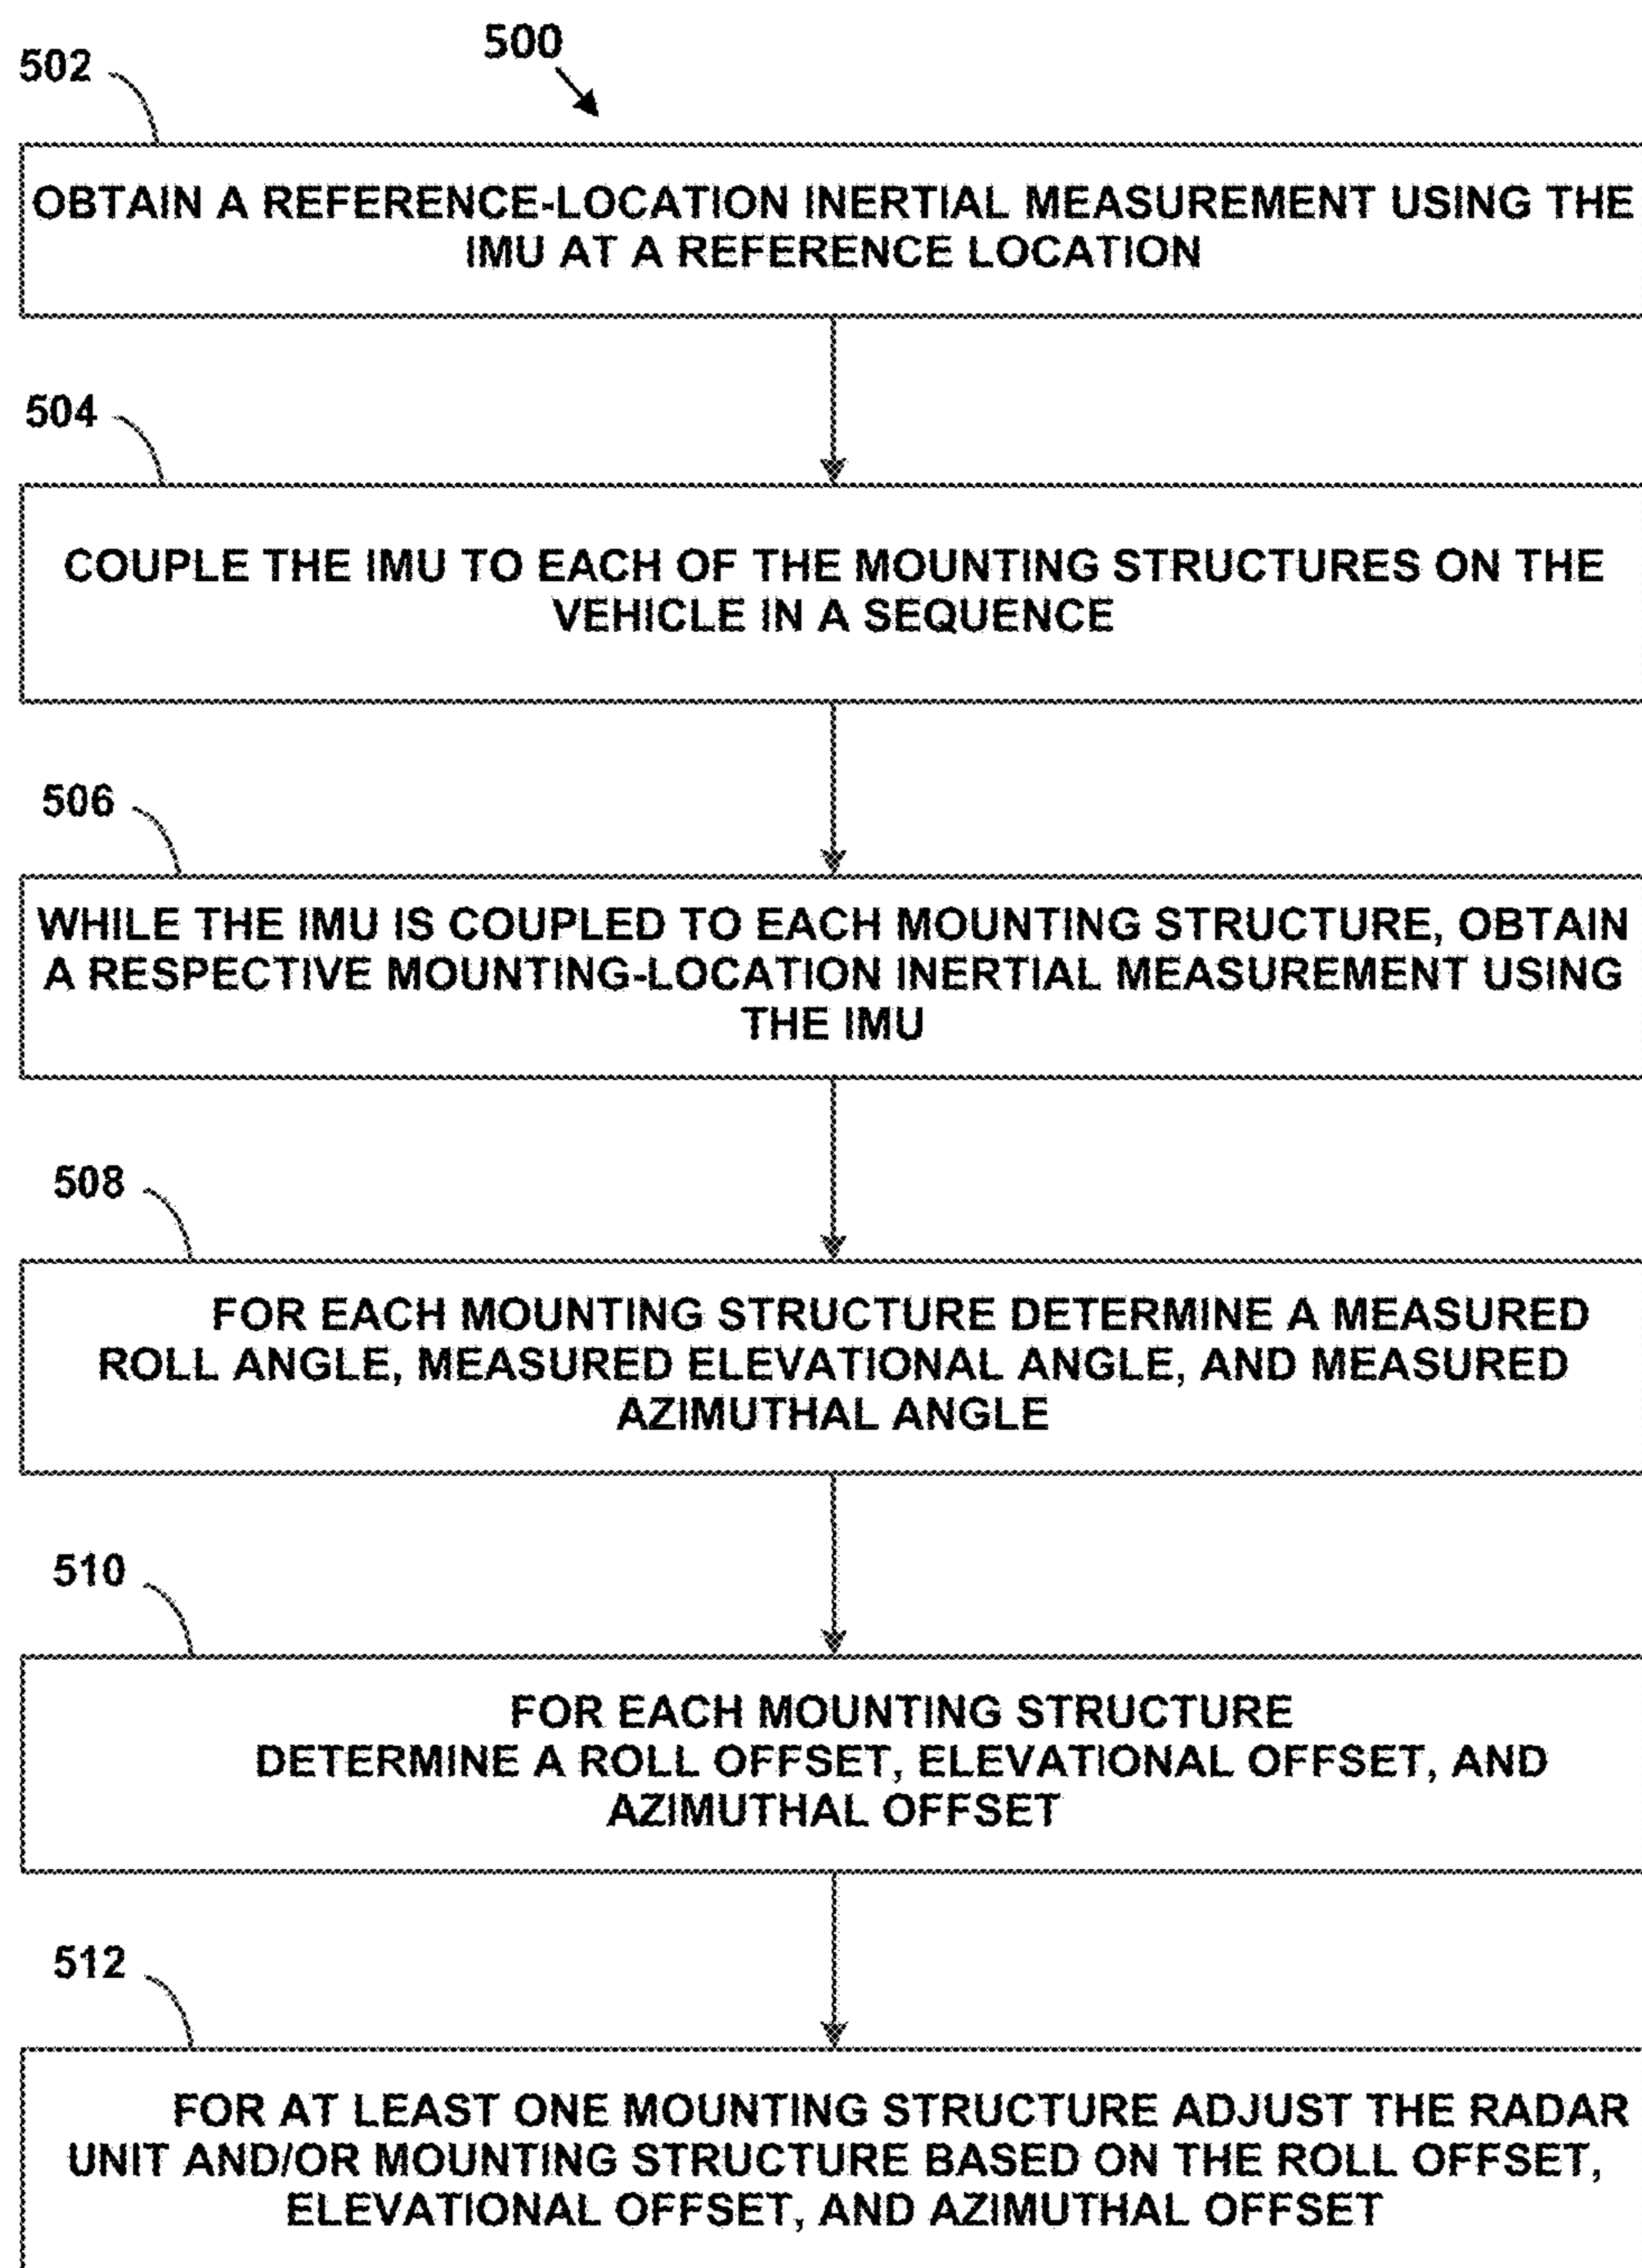 500
502
OBTAIN A REFERENCE-LOCATION INERTIAL MEASUREMENT USING THE
IMU AT A REFERENCE LOCATION
504
COUPLE THE IMU TO EACH OF THE MOUNTING STRUCTURES ON THE
VEHICLE IN A SEQUENCE
506
WHILE THE IMU IS COUPLED TO EACH MOUNTING STRUCTURE, OBTAIN
A RESPECTIVE MOUNTING-LOCATION INERTIAL MEASUREMENT USING
THE IMU
508
FOR EACH MOUNTING STRUCTURE DETERMINE A MEASURED
ROLL ANGLE, MEASURED ELEVATIONAL ANGLE, AND MEASURED
AZIMUTHAL ANGLE
510
FOR EACH MOUNTING STRUCTURE
DETERMINE A ROLL OFFSET, ELEVATIONAL OFFSET, AND
AZIMUTHAL OFFSET
512
FOR AT LEAST ONE MOUNTING STRUCTURE ADJUST THE RADAR
UNIT AND/OR MOUNTING STRUCTURE BASED ON THE ROLL OFFSET,
ELEVATIONAL OFFSET, AND AZIMUTHAL OFFSET